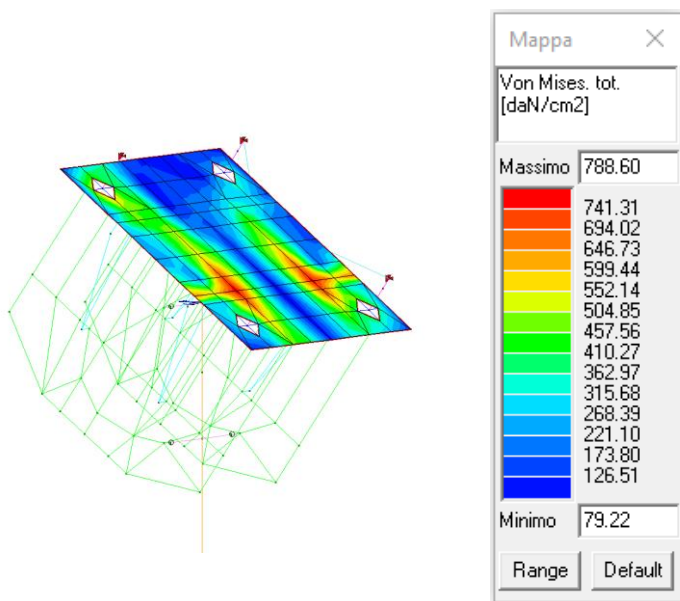 Mappa
Von Mises. tot.
[daN/cm2]
Massimo 788.60
741.31
694.02
646.73
599.44
552.14
504.85
457.56
410.27
362.97
315.68
268.39
221.10
173.80
126.51
Minimo 79.22
Range Default